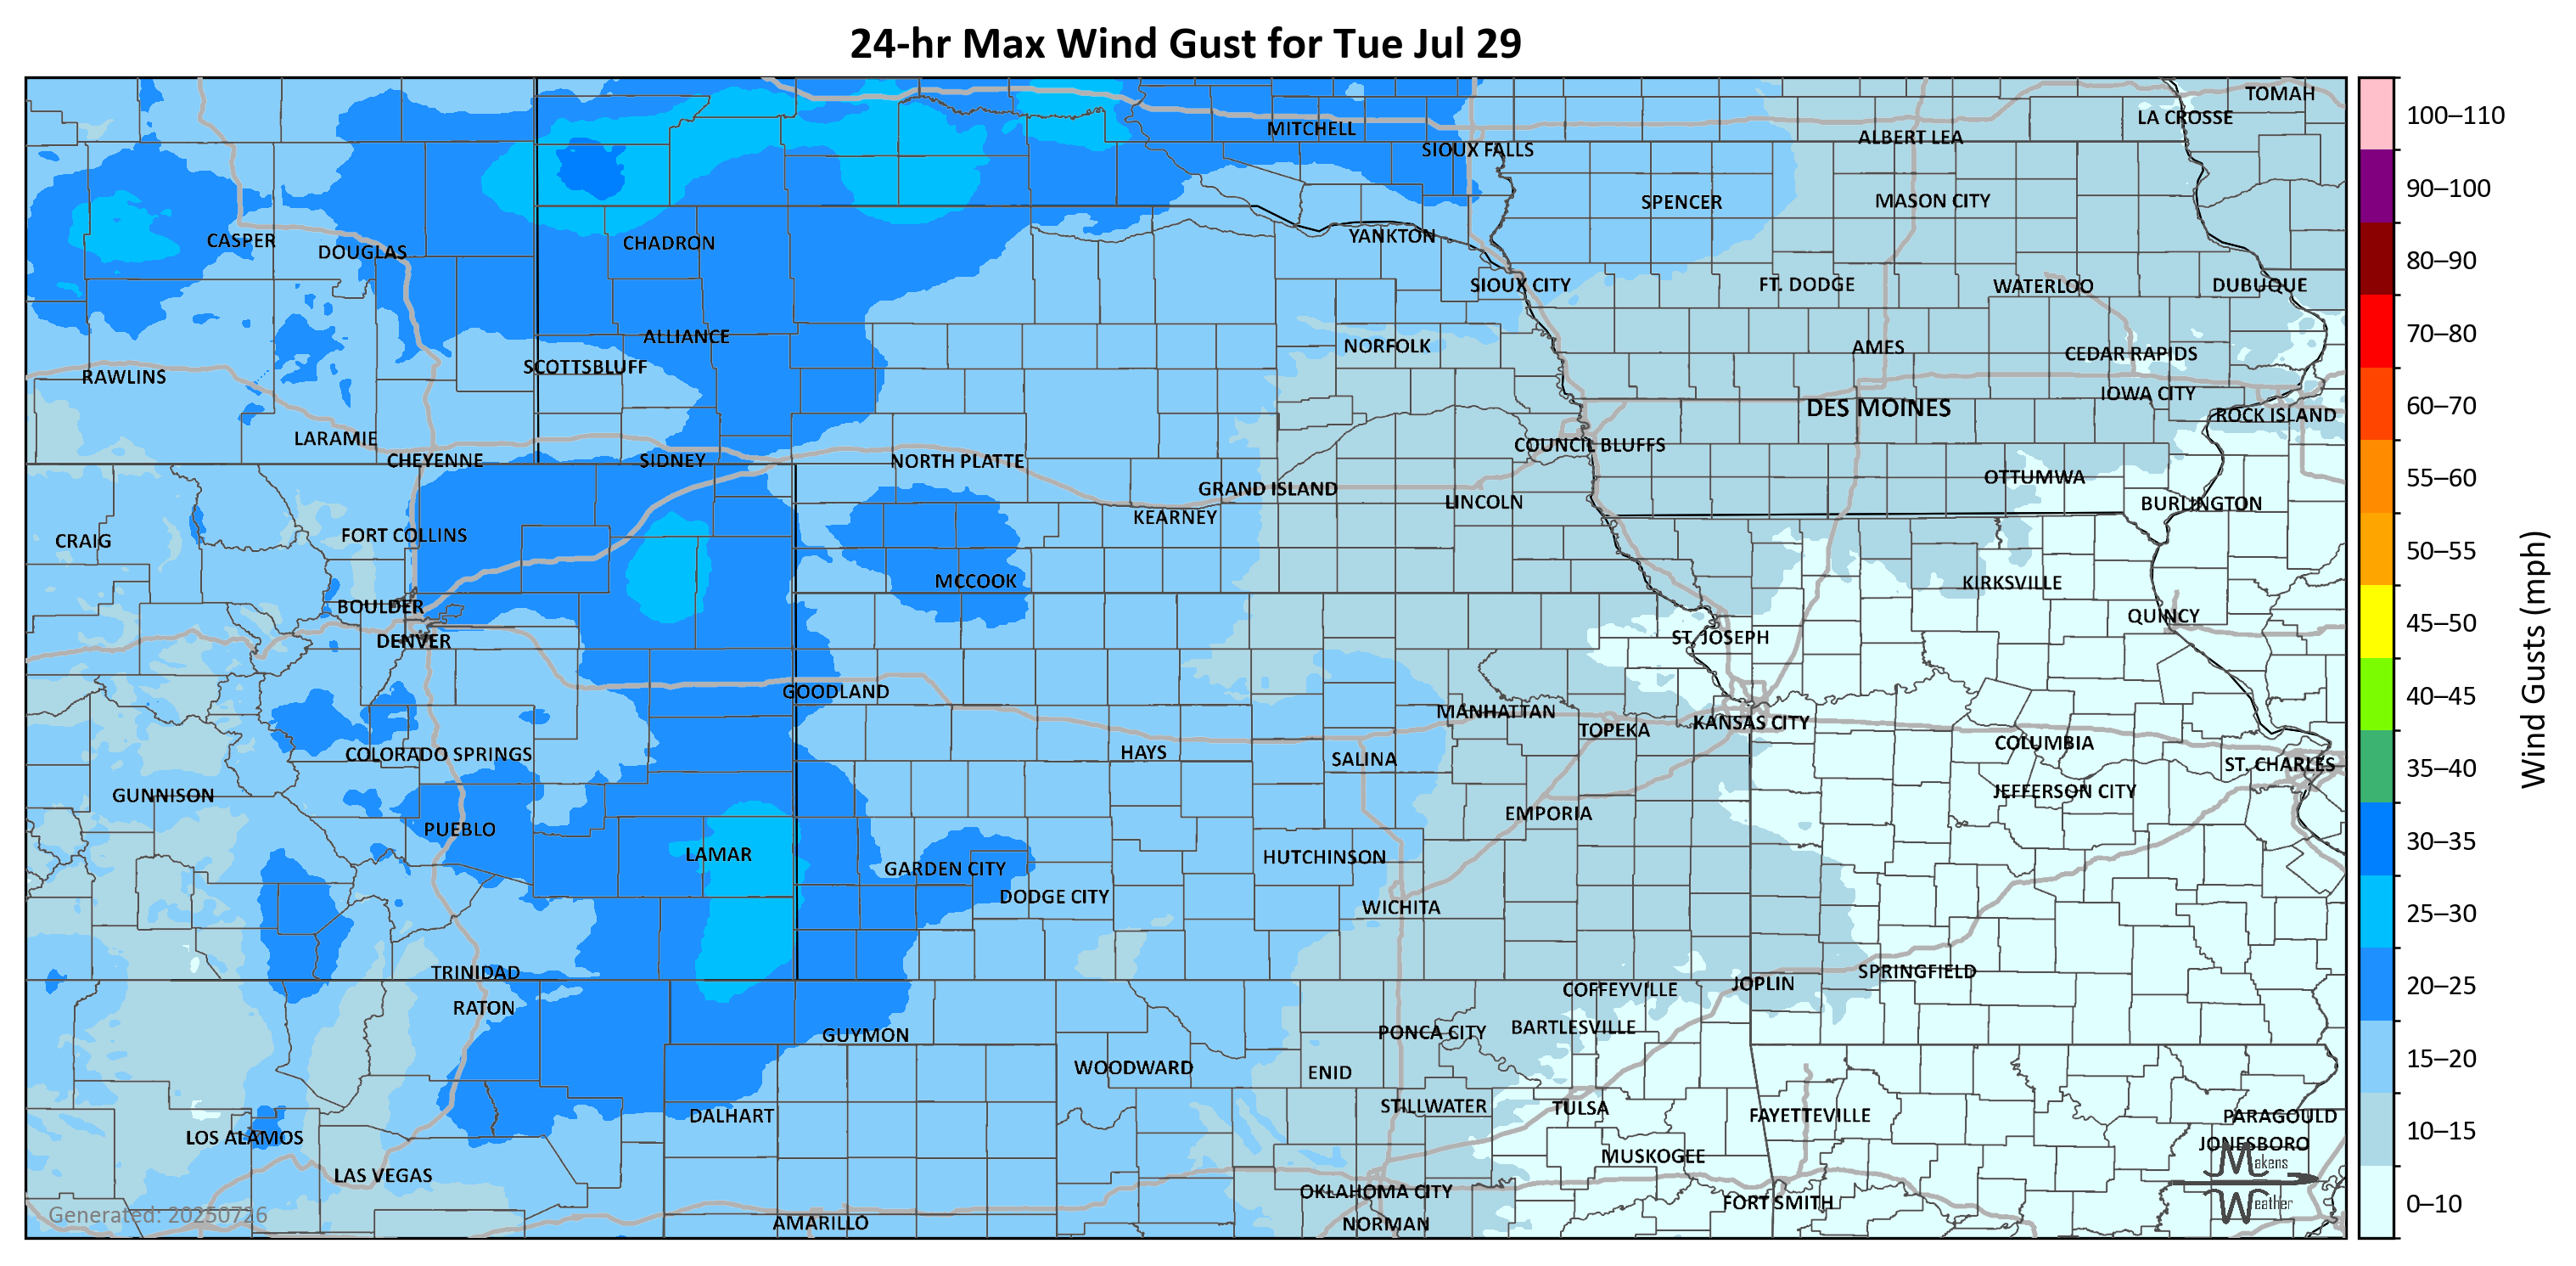 24-hr Max Wind Gust for Tue Jul 29
TOMAH
LA CROSSE
MITCHELL
ALBERT LEA
SIOUX FALLS
SPENCER
MASON CITY
CASPER
DOUGLAS
CHADRON
YANKTON
SIOUX CITY
FT. DODGE
WATERLOO
DUBUQUE
ALLIANCE
NORFOLK
AMES
CEDAR RAPIDS
SCOTTSBLUFF
RAWLINS
IOWA CITY
DES MOINES
ROCK ISLAND
LARAMIE
COUNCIL BLUFFS
CHEYENNE
SIDNEY
NORTH PLATTE
OTTUMWA
GRAND ISLAND
LINCOLN
BURLINGTON
KEARNEY
CRAIG
FORT COLLINS
MCCOOK
KIRKSVILLE
BOULDER
QUINCY
DENVER
ST. JOSEPH
GOODLAND
MANHATTAN
TOPEKA
KANSAS CITY
COLORADO SPRINGS
HAYS
SALINA
COLUMBIA
ST. CHARLES
GUNNISON
JEFFERSON CITY
EMPORIA
PUEBLO
LAMAR
GARDEN CITY
HUTCHINSON
DODGE CITY
WICHITA
TRINIDAD
SPRINGFIELD
JOPLIN
COFFEYVILLE
RATON
GUYMON
PONCA CITY
BARTLESVILLE
WOODWARD
ENID
DALHART
STILLWATER
TULSA
FAYETTEVILLE
PARAGOULD
LOS ALAMOS
JONESBORO
LAS VEGAS
MUSKOGEE
OKLAHOMA CITY
FORT SMITH
AMARILLO
NORMAN
Generated: 20250726
Makens
Weather
100–110
90–100
80–90
70–80
60–70
55–60
50–55
45–50
40–45
35–40
30–35
25–30
20–25
15–20
10–15
0–10
Wind Gusts (mph)